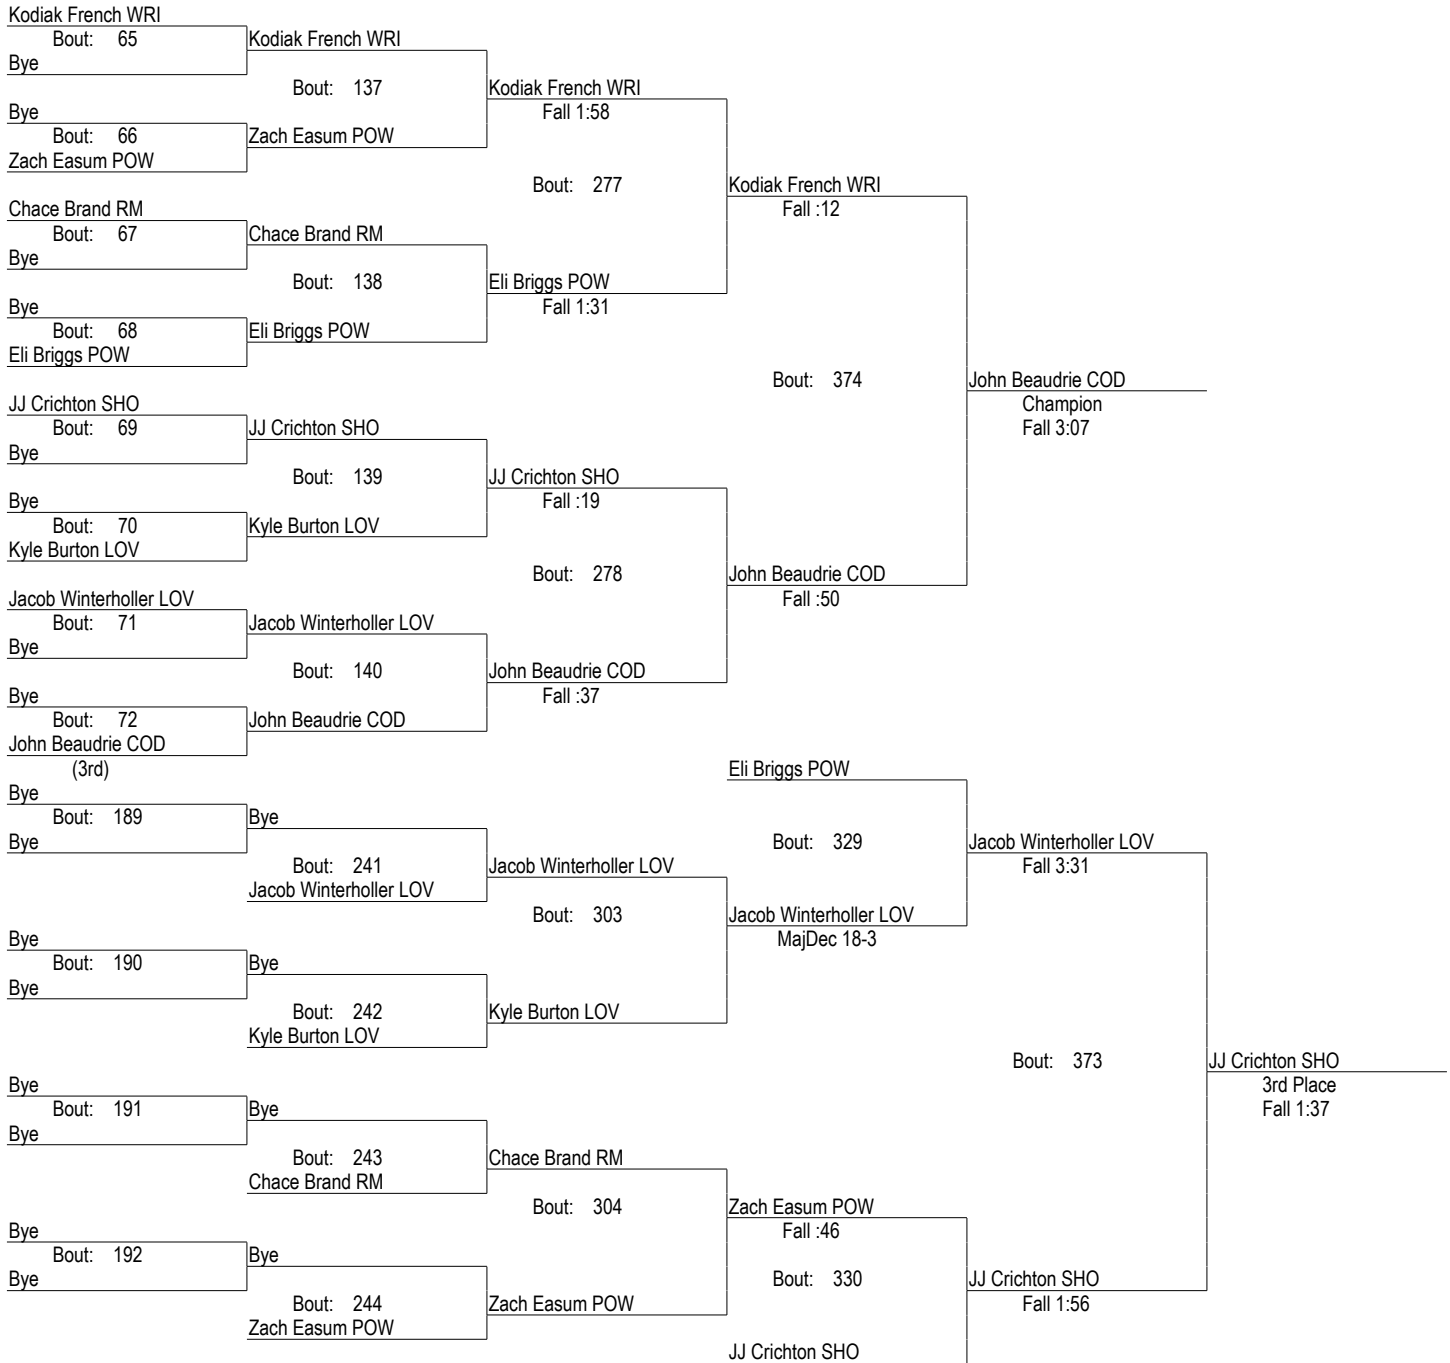 Kodiak French WRI
Bout: 65
Kodiak French WRI
Bye
Bout: 137
Kodiak French WRI
Bye
Fall 1:58
Bout: 66
Zach Easum POW
Zach Easum POW
Bout: 277
Kodiak French WRI
Chace Brand RM
Fall :12
Bout: 67
Chace Brand RM
Bye
Bout: 138
Eli Briggs POW
Bye
Fall 1:31
Bout: 68
Eli Briggs POW
Eli Briggs POW
Bout: 374
John Beaudrie COD
JJ Crichton SHO
Champion
Bout: 69
JJ Crichton SHO
Fall 3:07
Bye
Bout: 139
JJ Crichton SHO
Bye
Fall :19
Bout: 70
Kyle Burton LOV
Kyle Burton LOV
Bout: 278
John Beaudrie COD
Jacob Winterholler LOV
Fall :50
Bout: 71
Jacob Winterholler LOV
Bye
Bout: 140
John Beaudrie COD
Bye
Fall :37
Bout: 72
John Beaudrie COD
John Beaudrie COD
(3rd)
Eli Briggs POW
Bye
Bout: 189
Bye
Bye
Bout: 329
Jacob Winterholler LOV
Bout: 241
Jacob Winterholler LOV
Fall 3:31
Jacob Winterholler LOV
Bout: 303
Jacob Winterholler LOV
Bye
MajDec 18-3
Bout: 190
Bye
Bye
Bout: 242
Kyle Burton LOV
Kyle Burton LOV
Bout: 373
JJ Crichton SHO
Bye
3rd Place
Bout: 191
Bye
Fall 1:37
Bye
Bout: 243
Chace Brand RM
Chace Brand RM
Bout: 304
Zach Easum POW
Bye
Fall :46
Bout: 192
Bye
Bye
Bout: 330
JJ Crichton SHO
Bout: 244
Zach Easum POW
Fall 1:56
Zach Easum POW
JJ Crichton SHO